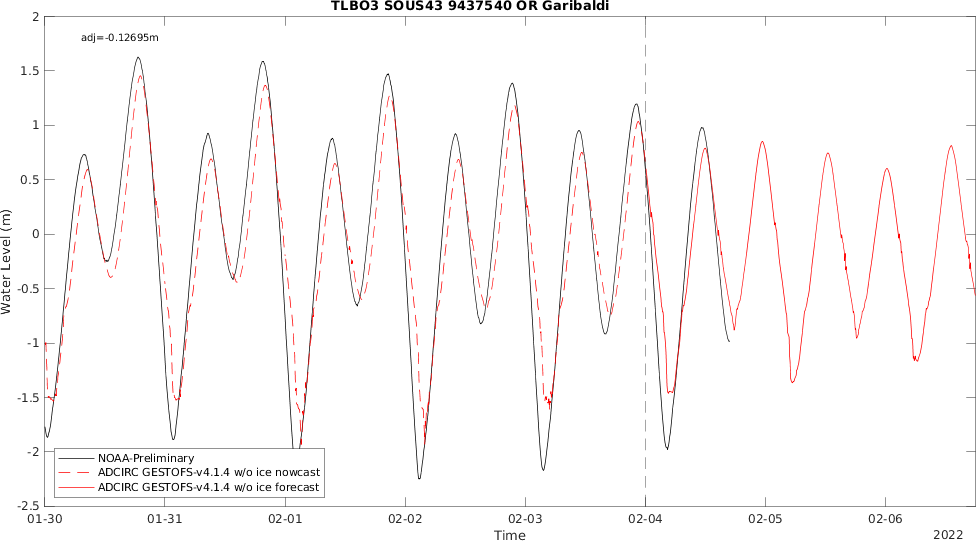 TLBO3 SOUS43 9437540 OR Garibaldi
adj=-0.12695m
2
1.5
1
0.5
0
-0.5
-1
-1.5
-2
-2.5
Water Level (m)
NOAA-Preliminary
ADCIRC GESTOFS-v4.1.4 w/o ice nowcast
ADCIRC GESTOFS-v4.1.4 w/o ice forecast
01-30 01-31 02-01 02-02 02-03 02-04 02-05 02-06
Time
2022